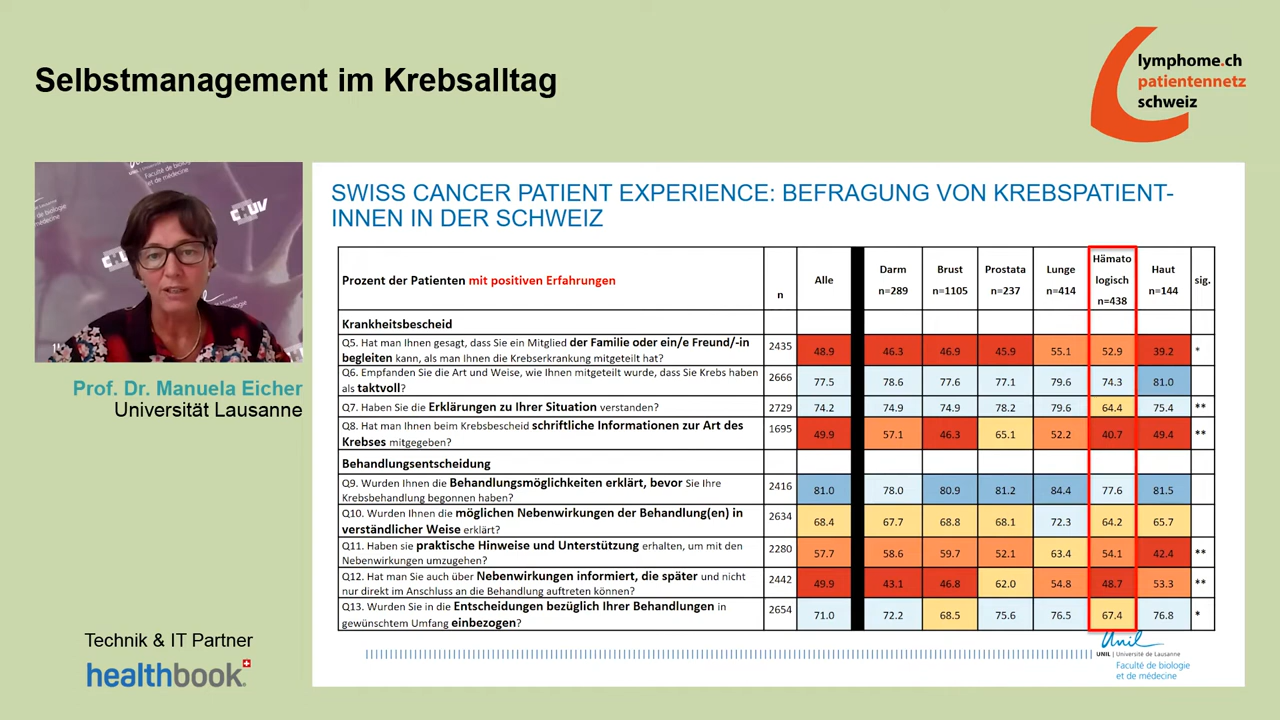 Selbstmanagement im Krebsalltag
lymphome.ch
patientennetz
schweiz
Faculté de biologie
et de médecine
CHUV
Prof. Dr. Manuela Eicher
Universität Lausanne
Technik & IT Partner
healthbook
SWISS CANCER PATIENT EXPERIENCE: BEFRAGUNG VON KREBSPATIENT-
INNEN IN DER SCHWEIZ
Prozent der Patienten mit positiven Erfahrungen n Alle Darm n=289 Brust n=1105 Prostata n=237 Lunge n=414 Hämato logisch n=438 Haut n=144 sig.
Krankheitsbescheid
Q5. Hat man Ihnen gesagt, dass Sie ein Mitglied der Familie oder ein/e Freund/-in
begleiten kann, als man Ihnen die Krebserkrankung mitgeteilt hat? 2435 48.9 46.3 46.9 45.9 55.1 52.9 39.2 *
Q6. Empfanden Sie die Art und Weise, wie Ihnen mitgeteilt wurde, dass Sie Krebs haben
als taktvoll? 2666 77.5 78.6 77.6 77.1 79.6 74.3 81.0
Q7. Haben Sie die Erklärungen zu Ihrer Situation verstanden? 2729 74.2 74.9 74.9 78.2 79.6 64.4 75.4 **
Q8. Hat man Ihnen beim Krebsbescheid schriftliche Informationen zur Art des
Krebses mitgegeben? 1695 49.9 57.1 46.3 65.1 52.2 40.7 49.4 **
Behandlungsentscheidung
Q9. Wurden Ihnen die Behandlungsmöglichkeiten erklärt, bevor Sie Ihre
Krebsbehandlung begonnen haben? 2416 81.0 78.0 80.9 81.2 84.4 77.6 81.5
Q10. Wurden Ihnen die möglichen Nebenwirkungen der Behandlung(en) in
verständlicher Weise erklärt? 2634 68.4 67.7 68.8 68.1 72.3 64.2 65.7
Q11. Haben sie praktische Hinweise und Unterstützung erhalten, um mit den
Nebenwirkungen umzugehen? 2280 57.7 58.6 59.7 52.1 63.4 54.1 42.4 **
Q12. Hat man Sie auch über Nebenwirkungen informiert, die später und nicht
nur direkt im Anschluss an die Behandlung auftreten können? 2442 49.9 43.1 46.8 62.0 54.8 48.7 53.3 **
Q13. Wurden Sie in die Entscheidungen bezüglich Ihrer Behandlungen in
gewünschtem Umfang einbezogen? 2654 71.0 72.2 68.5 75.6 76.5 67.4 76.8 *
Unil
UNIL | Université de Lausanne
Faculté de biologie
et de médecine